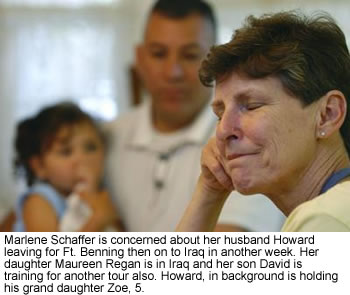 Marlene Schaffer is concerned about her husband Howard
leaving for Ft. Benning then on to Iraq in another week. Her
daughter Maureen Regan is in Iraq and her son David is
training for another tour also. Howard, in background is holding
his grand daughter Zoe, 5.